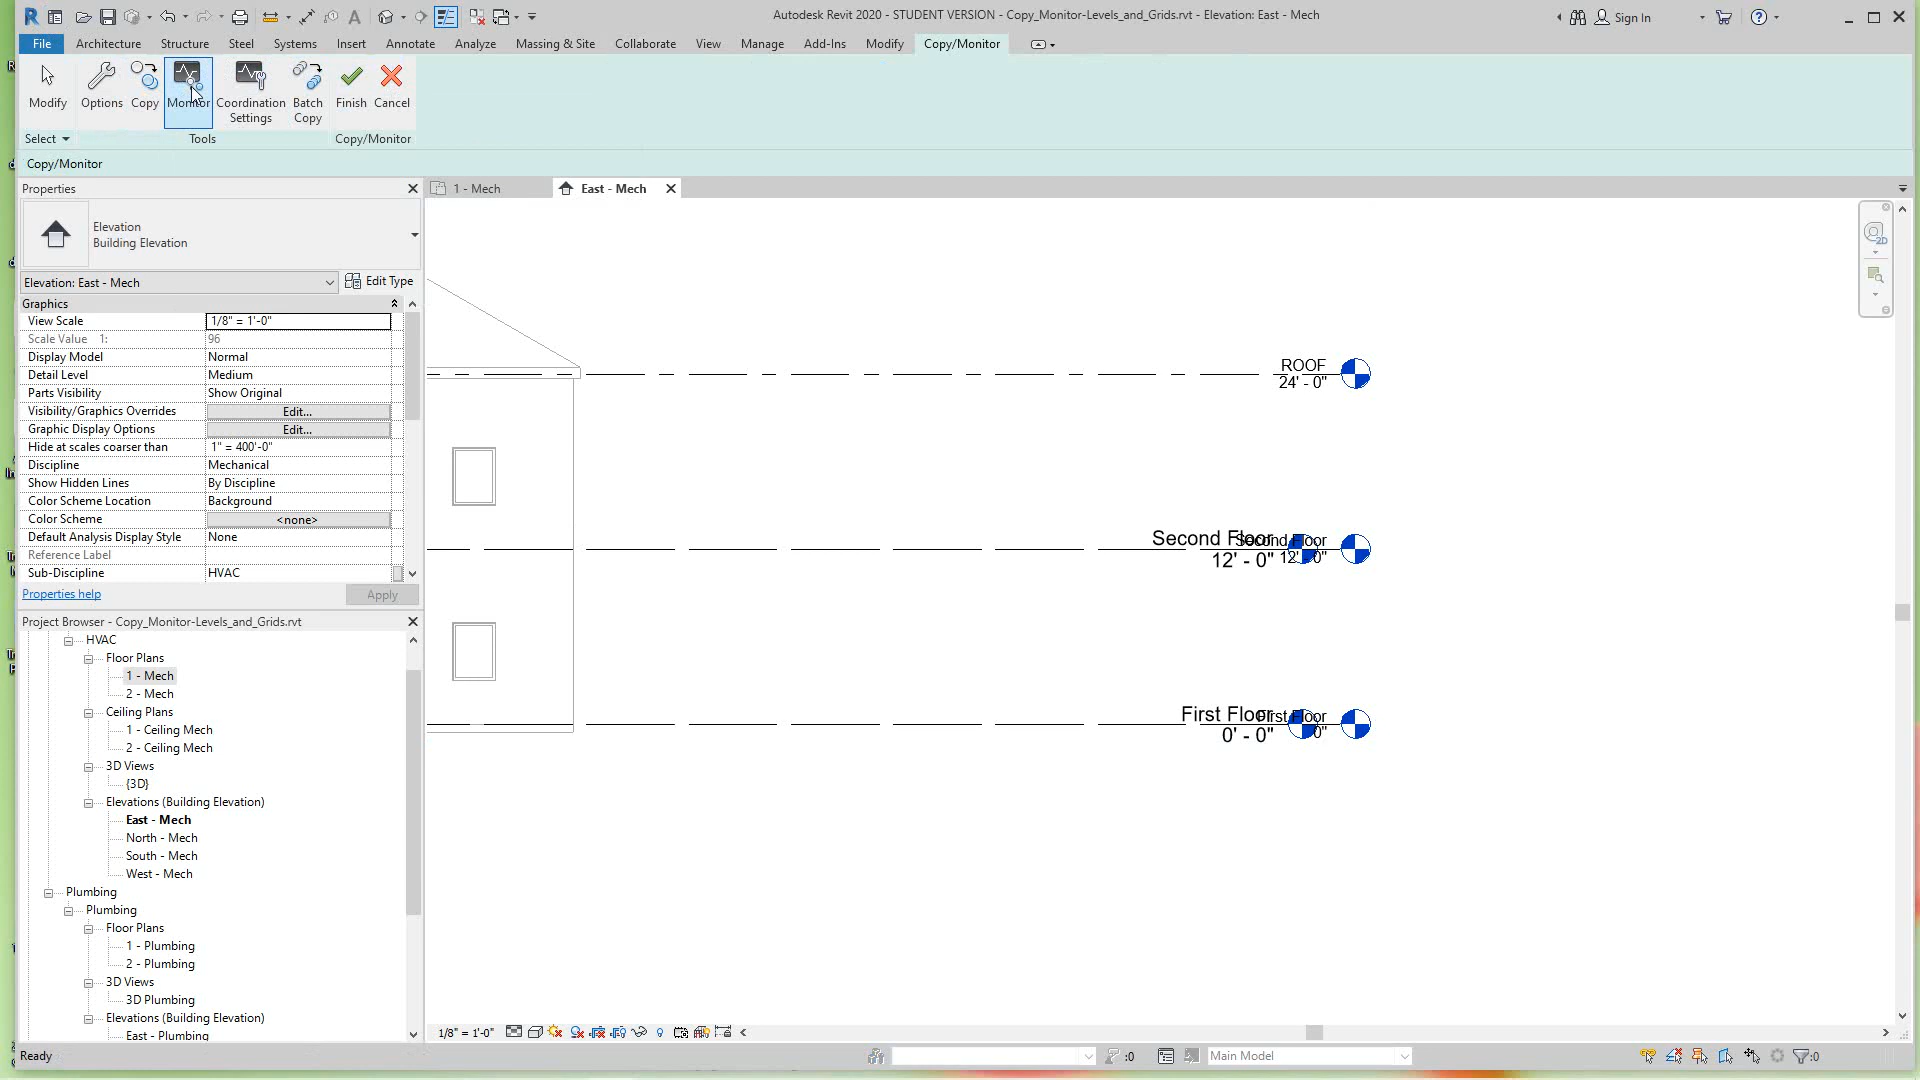 Autodesk Revit 2020 - STUDENT VERSION - Copy_Monitor-Levels_and_Grids.rvt - Elevation: East - Mech
Sign In
File Architecture Structure Steel Systems Insert Annotate Analyze Massing & Site Collaborate View Manage Add-Ins Modify Copy/Monitor
Modify Options Copy Monitor Coordination Settings Batch Copy Finish Cancel
Select Tools Copy/Monitor
Copy/Monitor
Properties
1 - Mech East - Mech
Elevation
Building Elevation
Elevation: East - Mech Edit Type
Graphics
View Scale 1/8" = 1'-0"
Scale Value 1: 96
Display Model Normal
Detail Level Medium
Parts Visibility Show Original
Visibility/Graphics Overrides Edit...
Graphic Display Options Edit...
Hide at scales coarser than 1" = 400'-0"
Discipline Mechanical
Show Hidden Lines By Discipline
Color Scheme Location Background
Color Scheme <none>
Default Analysis Display Style None
Reference Label
Sub-Discipline HVAC
Properties help Apply
Project Browser - Copy_Monitor-Levels_and_Grids.rvt
HVAC
Floor Plans
1 - Mech
2 - Mech
Ceiling Plans
1 - Ceiling Mech
2 - Ceiling Mech
3D Views
{3D}
Elevations (Building Elevation)
East - Mech
North - Mech
South - Mech
West - Mech
Plumbing
Plumbing
Floor Plans
1 - Plumbing
2 - Plumbing
3D Views
3D Plumbing
Elevations (Building Elevation)
East - Plumbing
ROOF
24' - 0"
Second Floor Second Floor
12' - 0" 12' - 0"
First Floor First Floor
0' - 0" 0"
1/8" = 1'-0"
Ready :0 Main Model :0